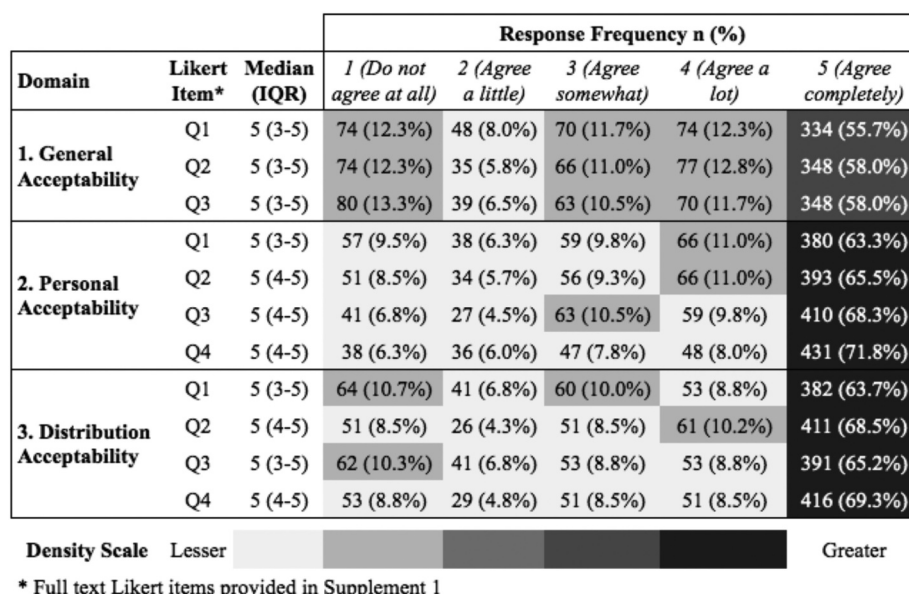 Response Frequency n (%)
Domain Likert Item* Median (IQR) 1 (Do not agree at all) 2 (Agree a little) 3 (Agree somewhat) 4 (Agree a lot) 5 (Agree completely)
1. General Acceptability
Q1 5 (3-5) 74 (12.3%) 48 (8.0%) 70 (11.7%) 74 (12.3%) 334 (55.7%)
Q2 5 (3-5) 74 (12.3%) 35 (5.8%) 66 (11.0%) 77 (12.8%) 348 (58.0%)
Q3 5 (3-5) 80 (13.3%) 39 (6.5%) 63 (10.5%) 70 (11.7%) 348 (58.0%)
2. Personal Acceptability
Q1 5 (3-5) 57 (9.5%) 38 (6.3%) 59 (9.8%) 66 (11.0%) 380 (63.3%)
Q2 5 (4-5) 51 (8.5%) 34 (5.7%) 56 (9.3%) 66 (11.0%) 393 (65.5%)
Q3 5 (4-5) 41 (6.8%) 27 (4.5%) 63 (10.5%) 59 (9.8%) 410 (68.3%)
Q4 5 (4-5) 38 (6.3%) 36 (6.0%) 47 (7.8%) 48 (8.0%) 431 (71.8%)
3. Distribution Acceptability
Q1 5 (3-5) 64 (10.7%) 41 (6.8%) 60 (10.0%) 53 (8.8%) 382 (63.7%)
Q2 5 (4-5) 51 (8.5%) 26 (4.3%) 51 (8.5%) 61 (10.2%) 411 (68.5%)
Q3 5 (3-5) 62 (10.3%) 41 (6.8%) 53 (8.8%) 53 (8.8%) 391 (65.2%)
Q4 5 (4-5) 53 (8.8%) 29 (4.8%) 51 (8.5%) 51 (8.5%) 416 (69.3%)
Density Scale Lesser Greater
* Full text Likert items provided in Supplement 1